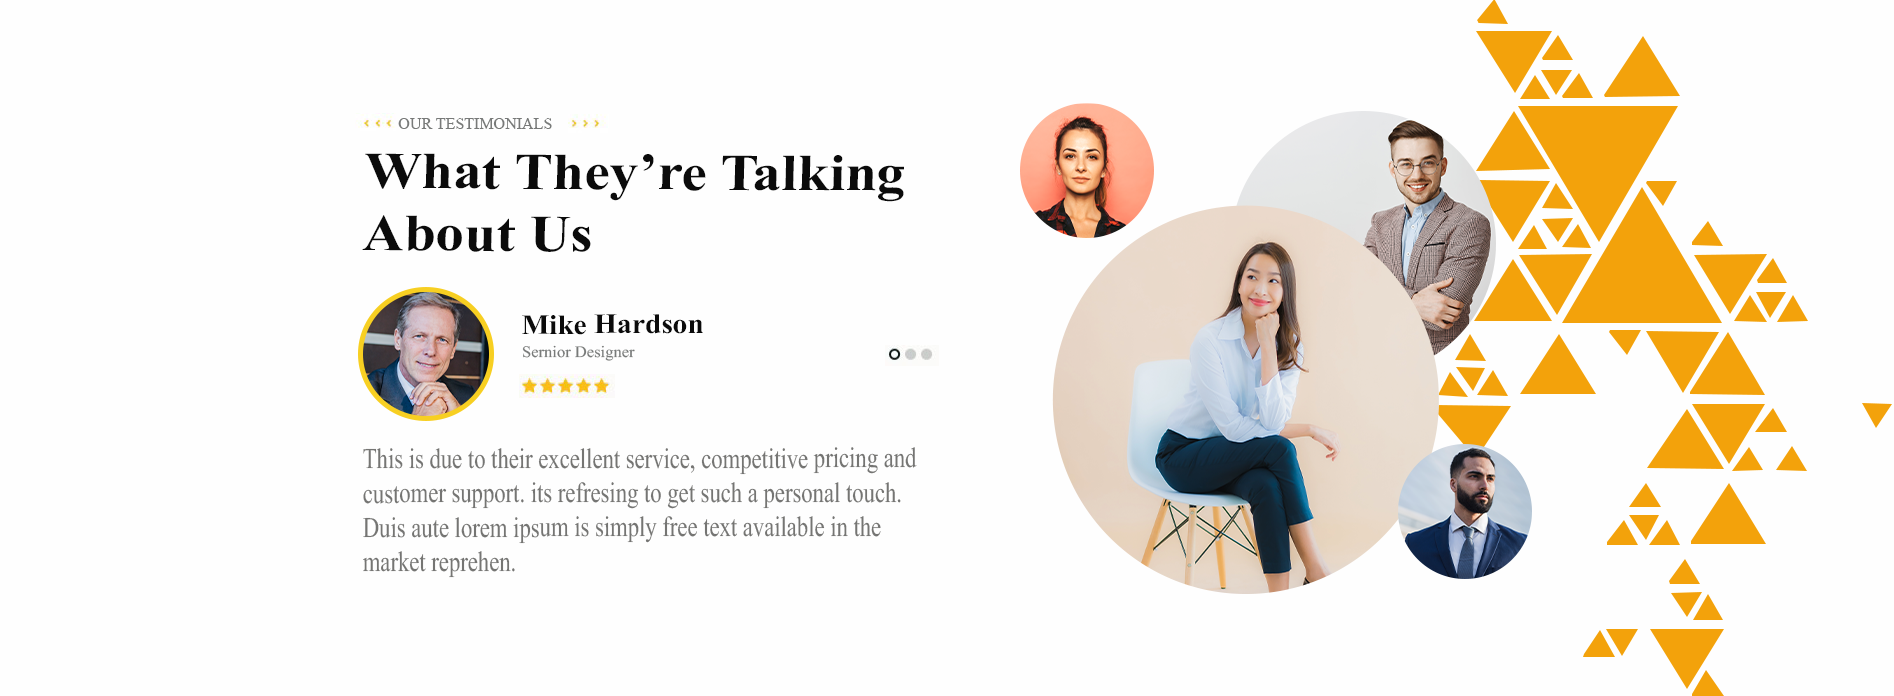 OUR TESTIMONIALS
What They’re Talking
About Us
Mike Hardson
Sernior Designer
This is due to their excellent service, competitive pricing and
customer support. its refresing to get such a personal touch.
Duis aute lorem ipsum is simply free text available in the
market reprehen.